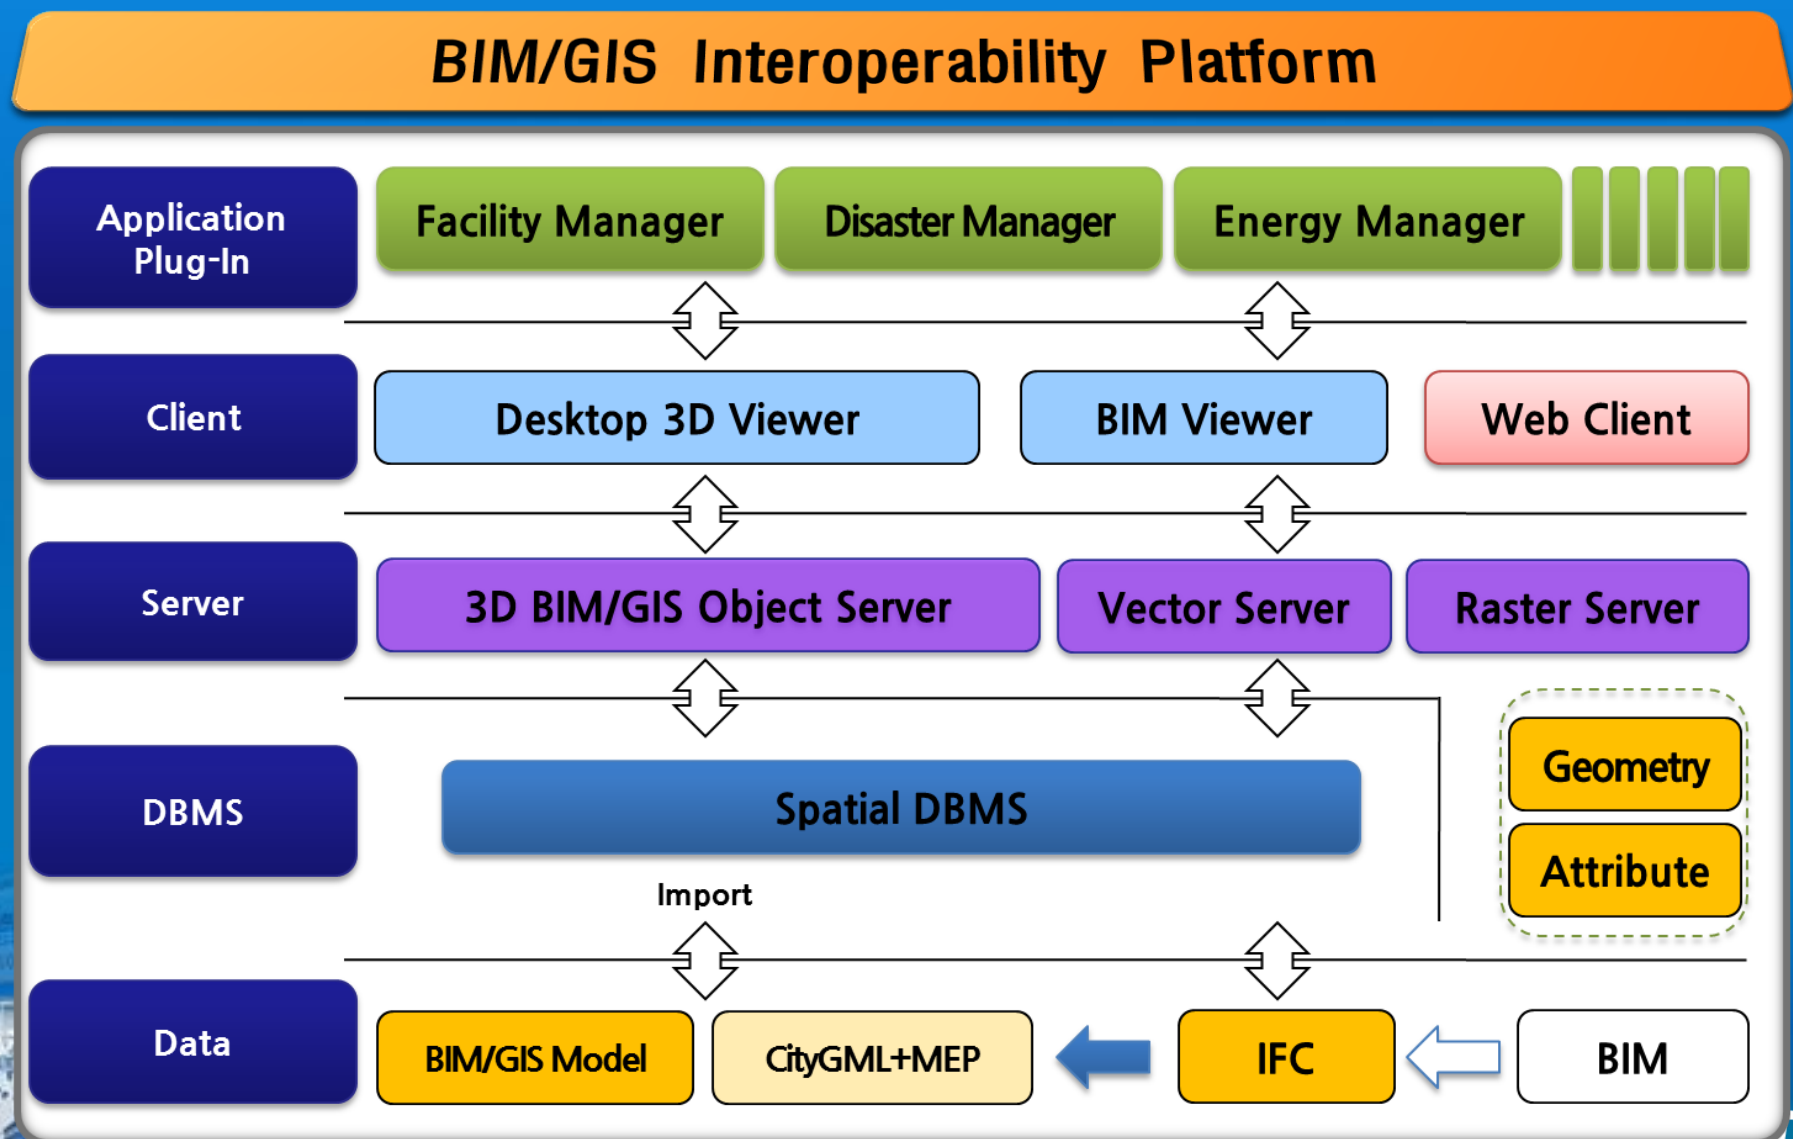 BIM/GIS Interoperability Platform
Application
Plug-In
Facility Manager
Disaster Manager
Energy Manager
Client
Desktop 3D Viewer
BIM Viewer
Web Client
Server
3D BIM/GIS Object Server
Vector Server
Raster Server
DBMS
Spatial DBMS
Geometry
Attribute
Import
Data
BIM/GIS Model
CityGML+MEP
IFC
BIM